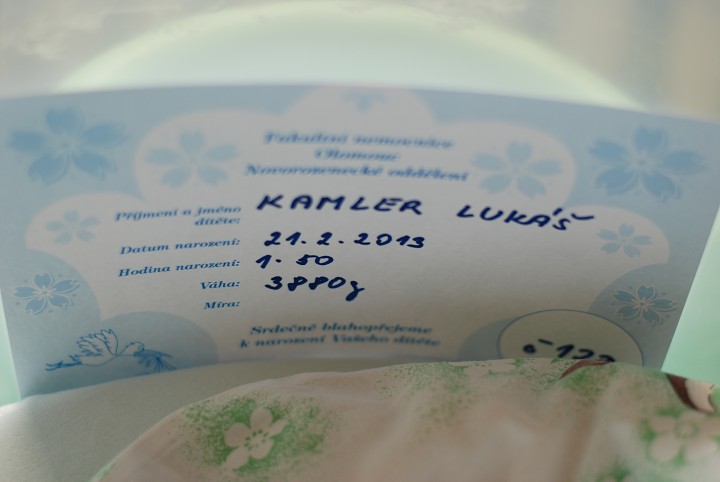 Fakultní nemocnice
Olomouc
Novorozenecké oddělení
Příjmení a jméno
dítěte: KAMLER LUKÁŠ
Datum narození: 21.2.2013
Hodina narození: 1.50
Váha: 3880g
Míra:
Srdečně blahopřejeme
k narození Vašeho dítěte